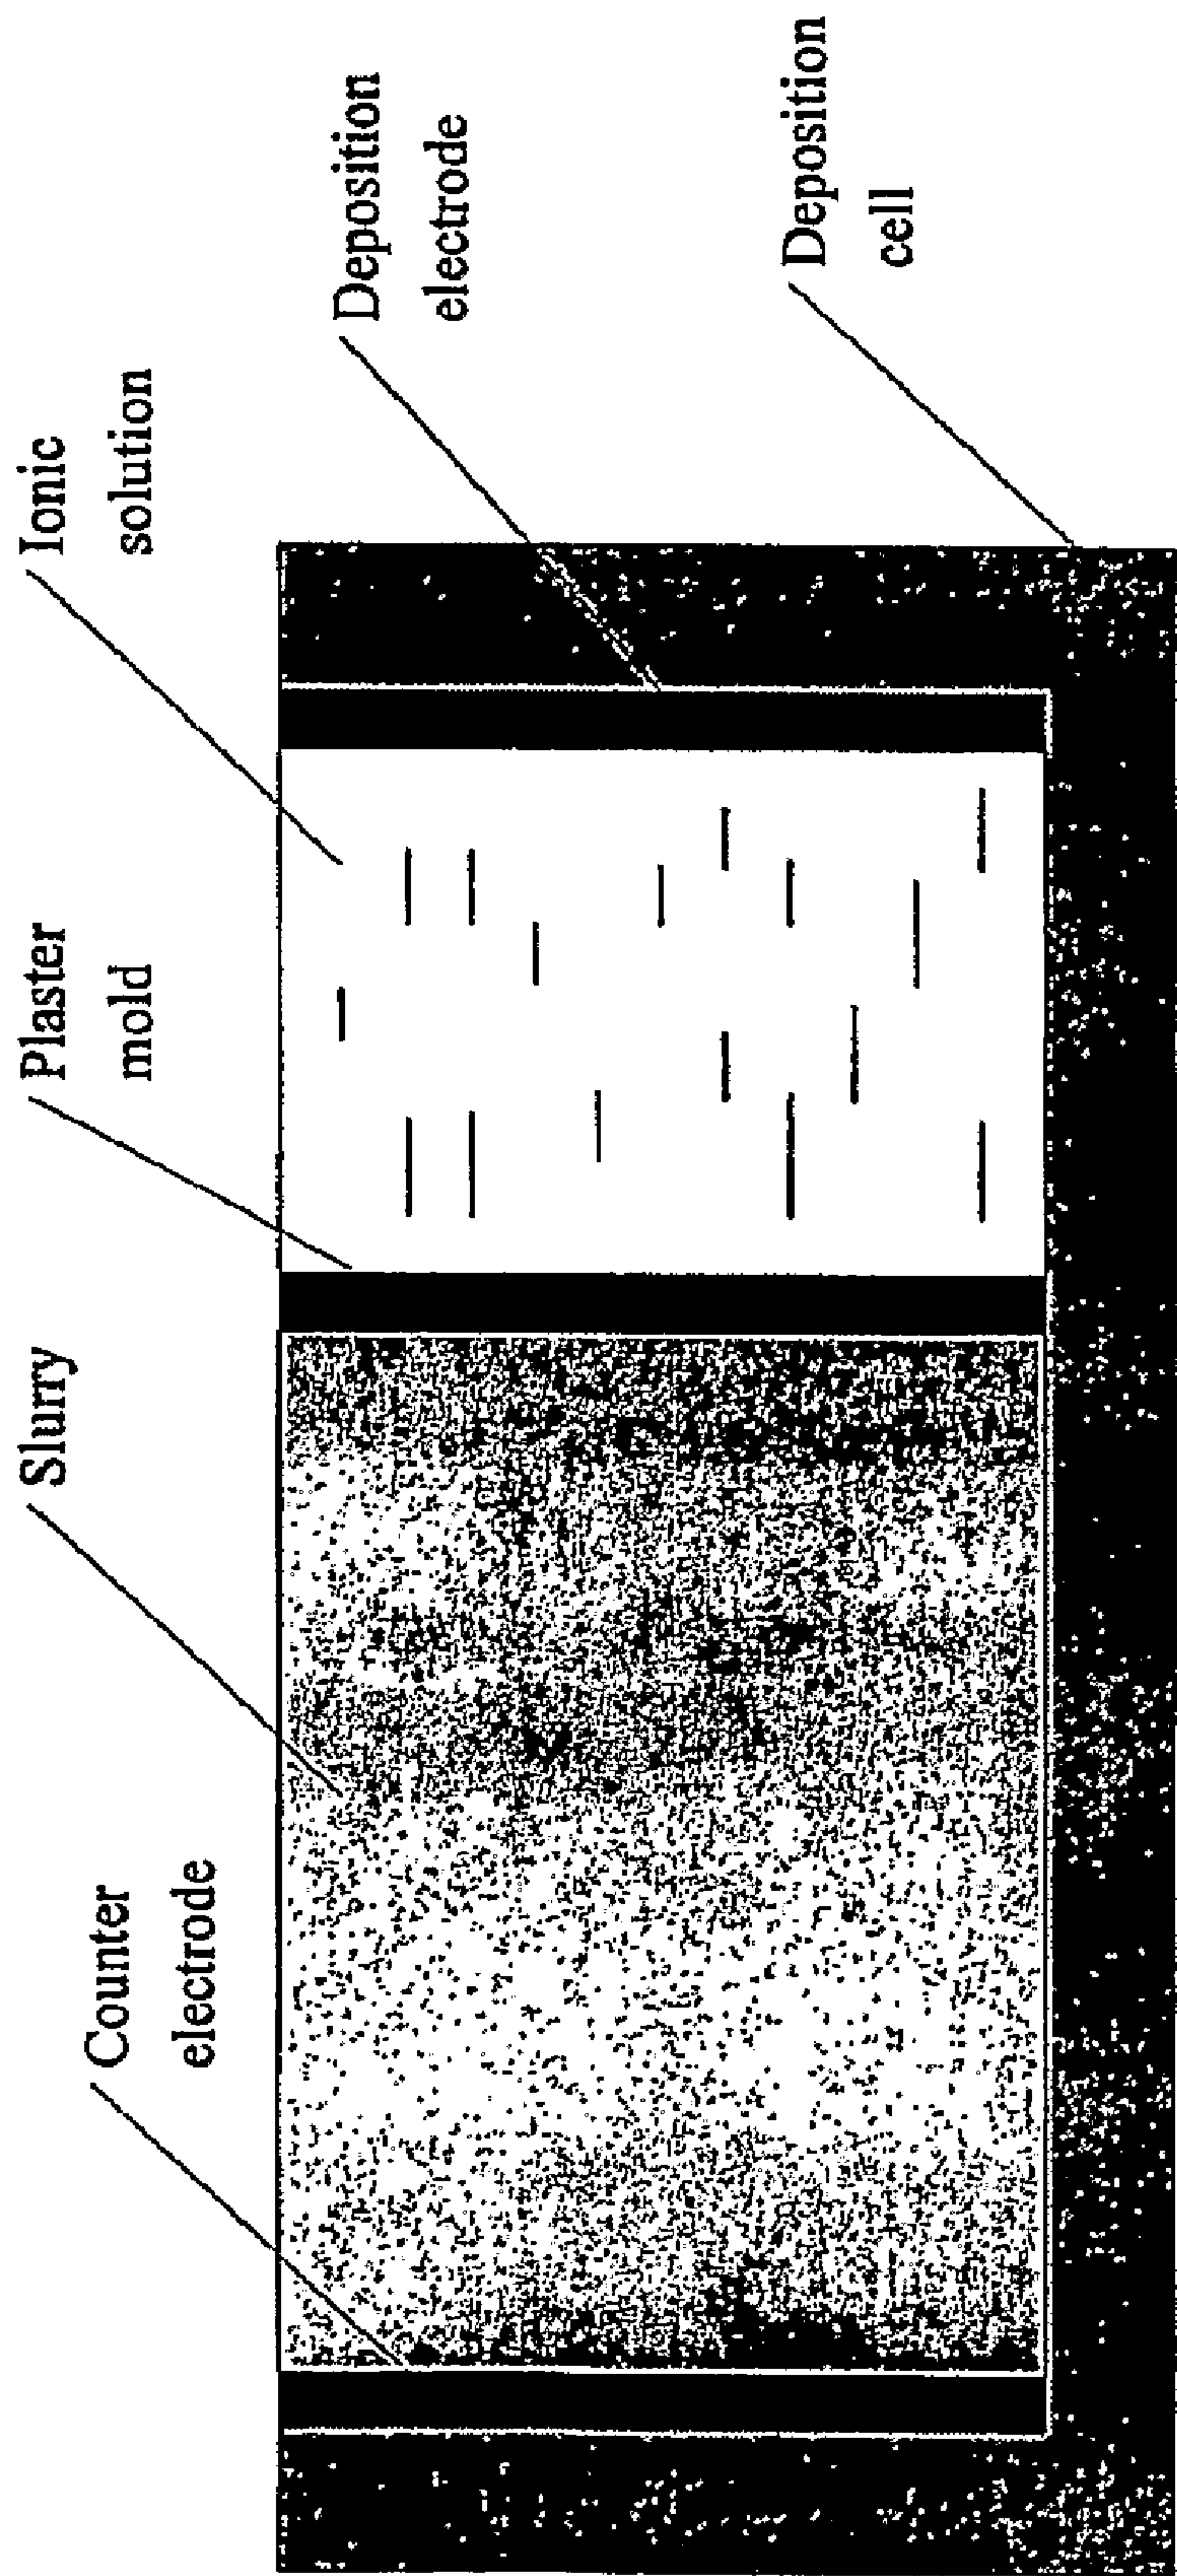 Counter
electrode
Slurry
Plaster
mold
Ionic
solution
Deposition
electrode
Deposition
cell